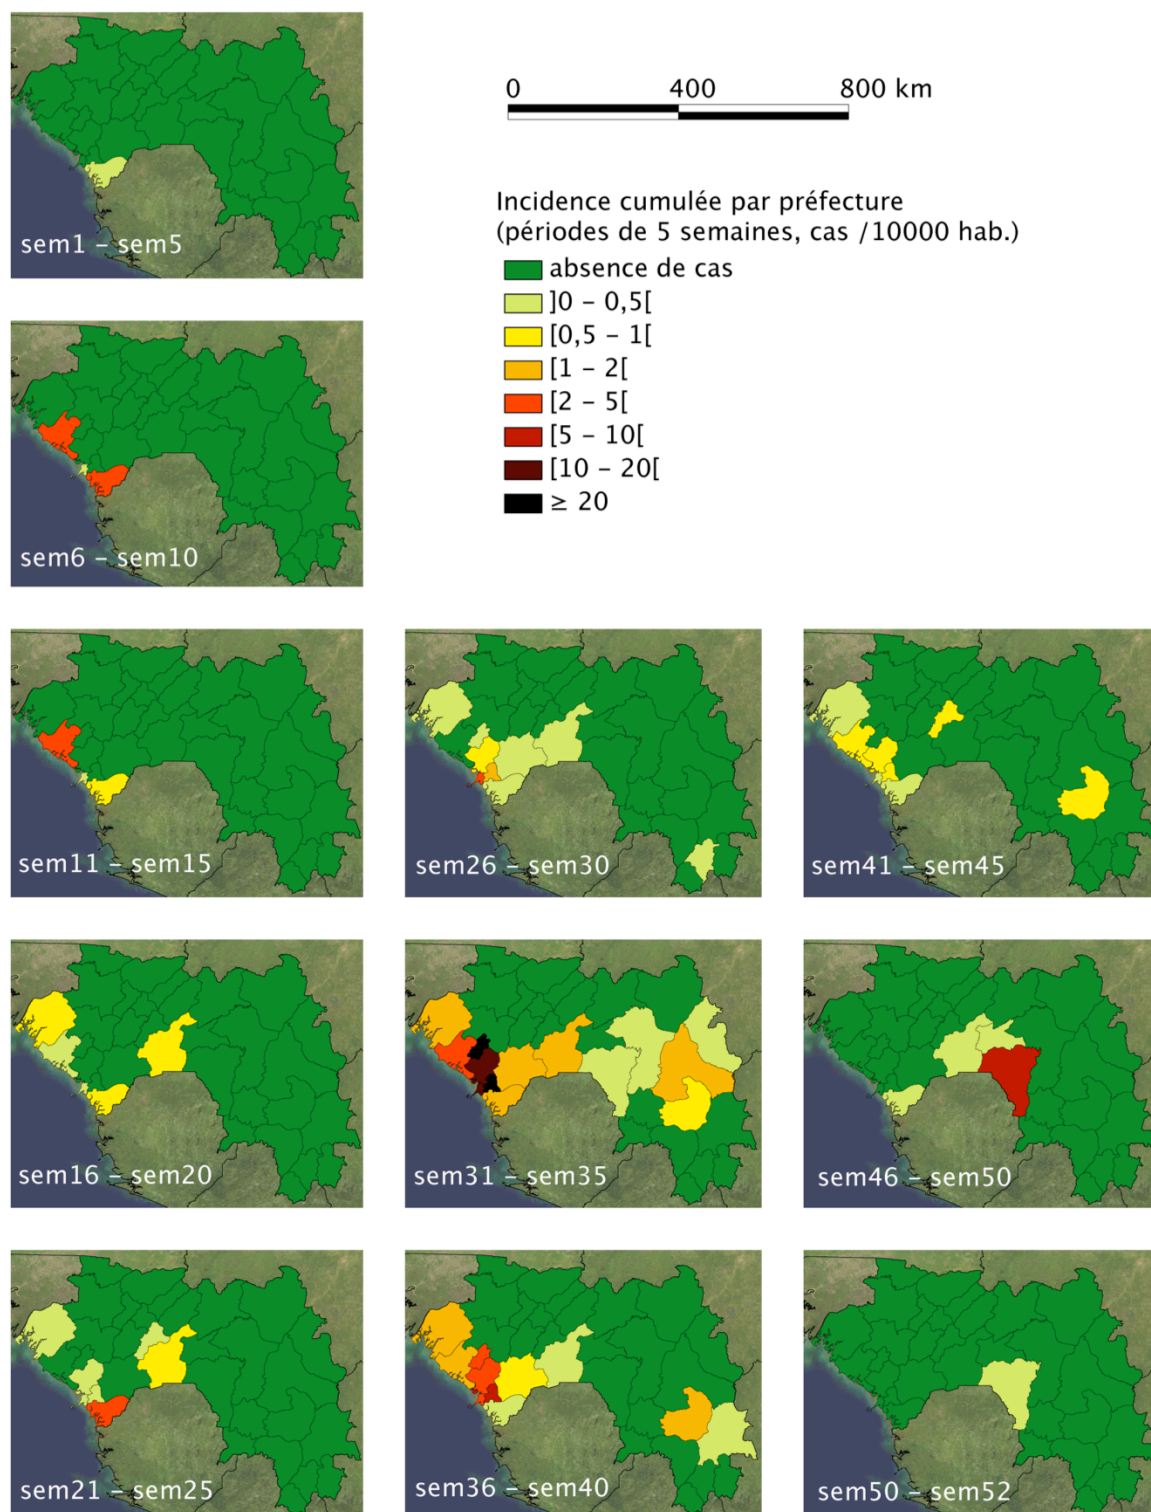 0 400 800 km
Incidence cumulée par préfecture
(périodes de 5 semaines, cas /10000 hab.)
absence de cas
]0 – 0,5[
[0,5 – 1[
[1 – 2[
[2 – 5[
[5 – 10[
[10 – 20[
≥ 20
sem1 – sem5
sem6 – sem10
sem11 – sem15
sem16 – sem20
sem21 – sem25
sem26 – sem30
sem31 – sem35
sem36 – sem40
sem41 – sem45
sem46 – sem50
sem50 – sem52